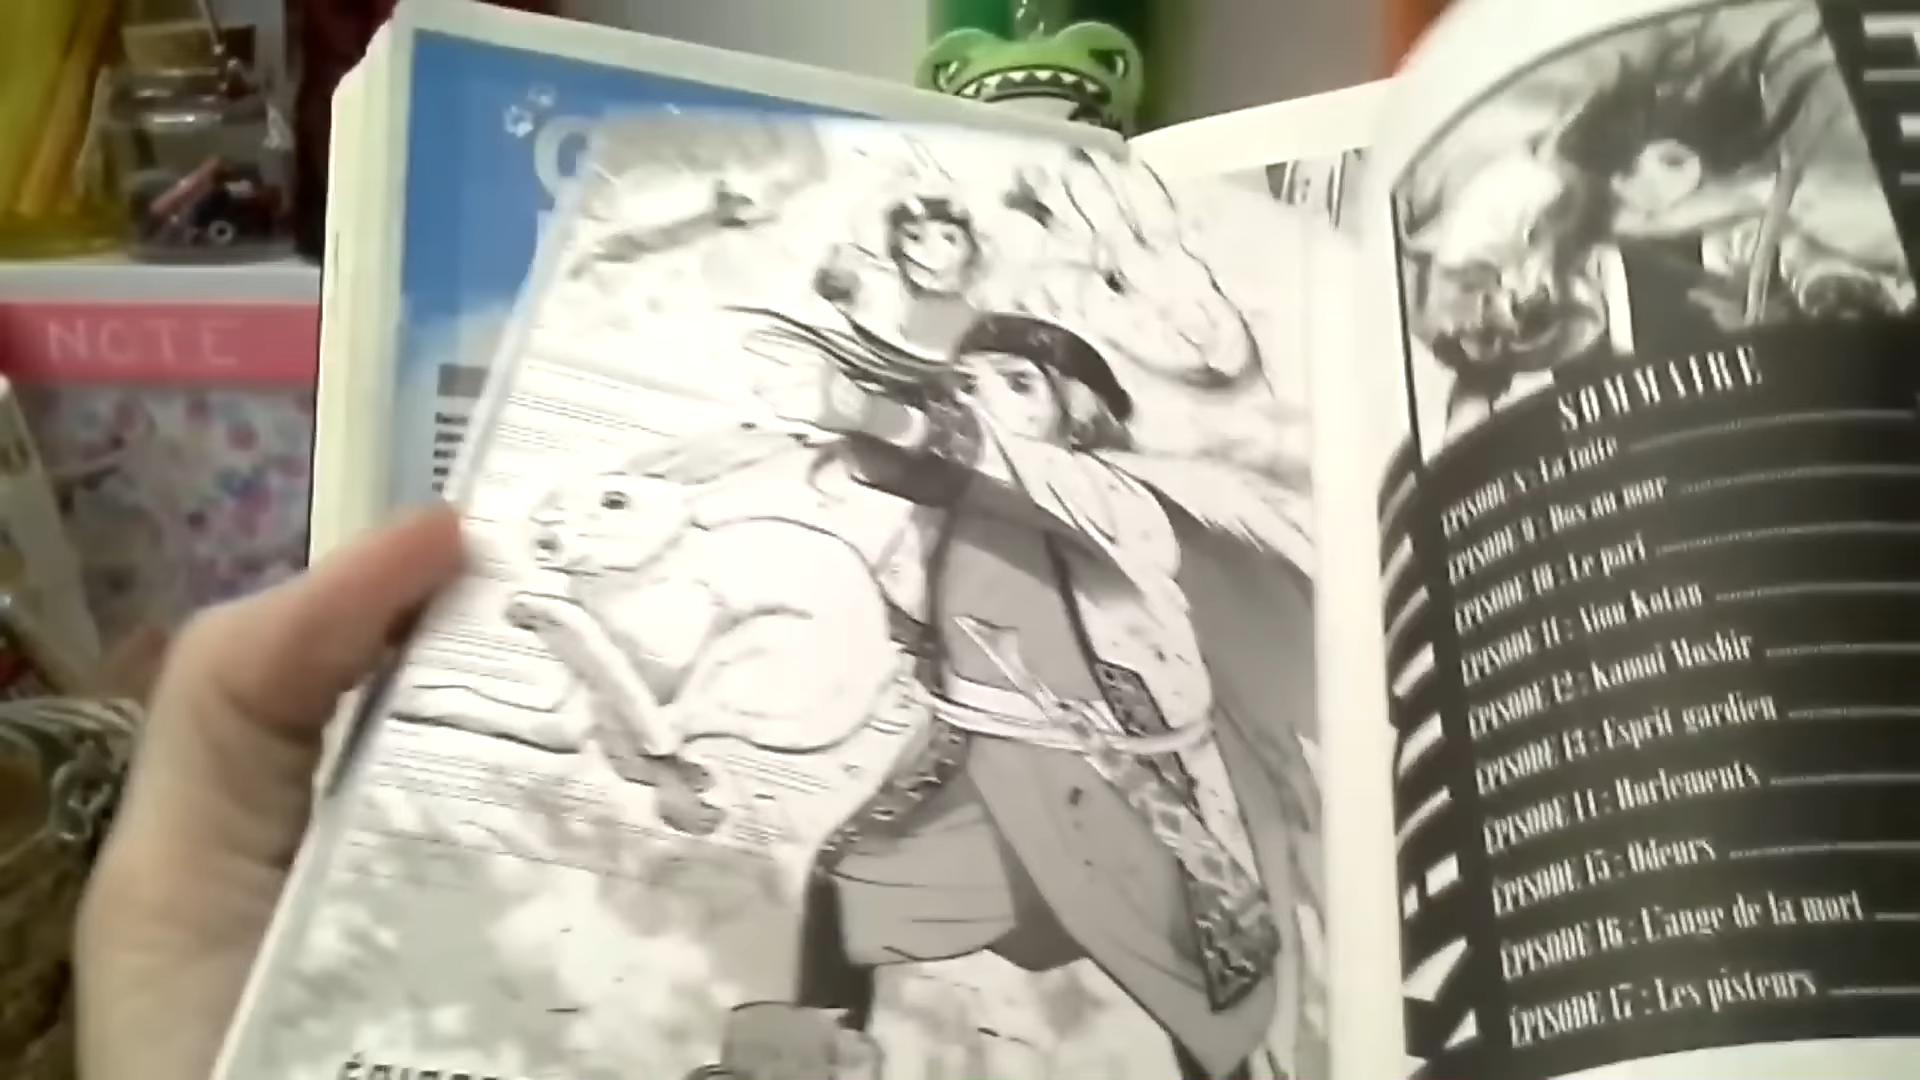 NOTE
SOMMAIRE
ÉPISODE 8 : La fuite
ÉPISODE 9 : Dos au mur
ÉPISODE 10 : Le pari
ÉPISODE 11 : Aïnu Kotan
ÉPISODE 12 : Kamui Moshir
ÉPISODE 13 : Esprit gardien
ÉPISODE 14 : Hurlements
ÉPISODE 15 : Odeurs
ÉPISODE 16 : L'ange de la mort
ÉPISODE 17 : Les pisteurs